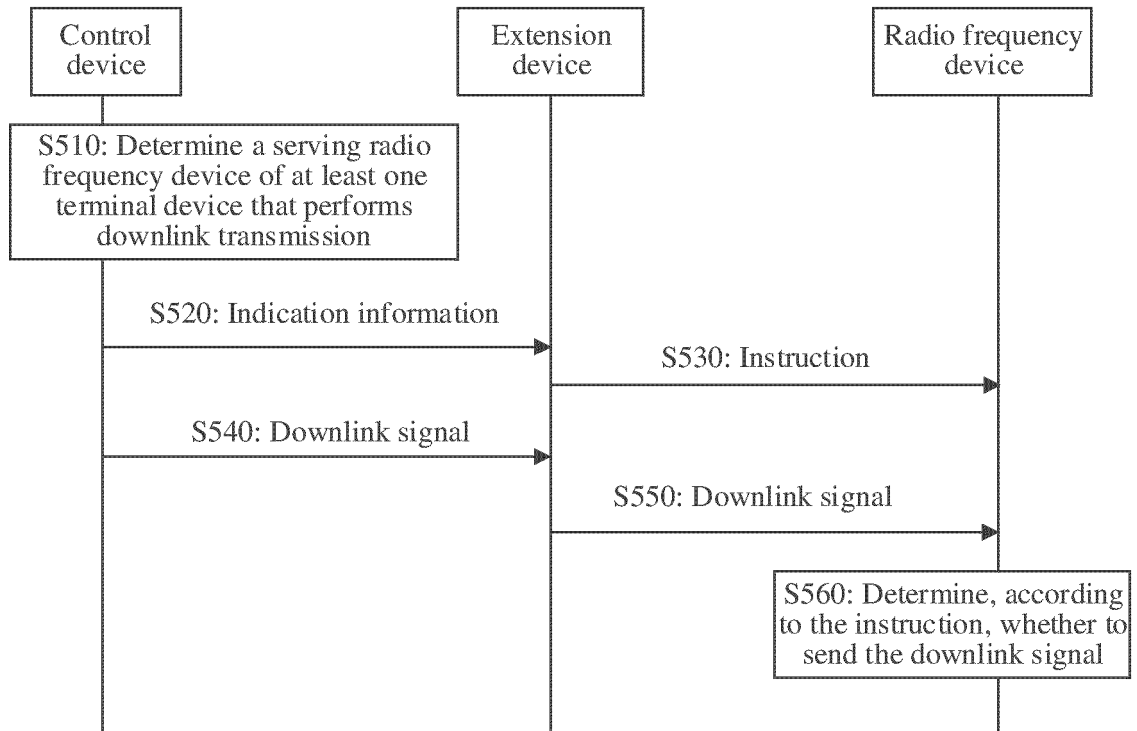 Control
device
Extension
device
Radio frequency
device
S510: Determine a serving radio
frequency device of at least one
terminal device that performs
downlink transmission
S520: Indication information
S530: Instruction
S540: Downlink signal
S550: Downlink signal
S560: Determine, according
to the instruction, whether to
send the downlink signal